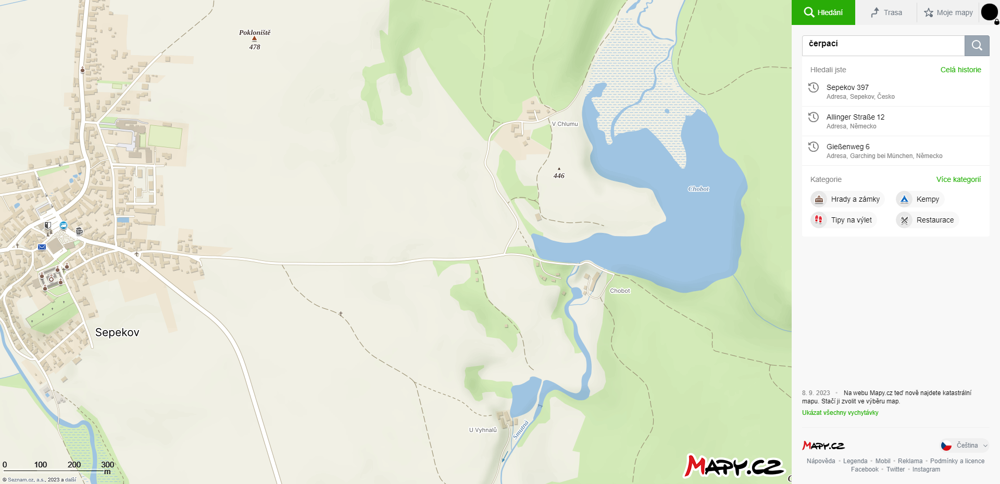 Pokloniště
478
V Chlumu
446
Chobot
Chobot
Sepekov
U Vyhnalů
Smutná
0 100 200 300
m
© Seznam.cz, a.s., 2023 a další
Mapy.cz
Hledání
Trasa
Moje mapy
čerpací
Hledali jste
Celá historie
Sepekov 397
Adresa, Sepekov, Česko
Allinger Straße 12
Adresa, Německo
Gießenweg 6
Adresa, Garching bei München, Německo
Kategorie
Více kategorií
Hrady a zámky
Kempy
Tipy na výlet
Restaurace
8. 9. 2023 • Na webu Mapy.cz teď nově najdete katastrální
mapu. Stačí ji zvolit ve výběru map.
Ukázat všechny vychytávky
Mapy.cz
Čeština
Nápověda • Legenda • Mobil • Reklama • Podmínky a licence
Facebook • Twitter • Instagram